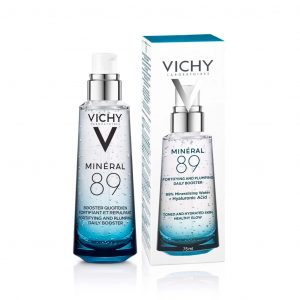 VICHY
LABORATOIRES
MINÉRAL
89
BOOSTER QUOTIDIEN
FORTIFIANT ET REPULPANT
FORTIFYING AND PLUMPING
DAILY BOOSTER
VICHY
LABORATOIRES
MINÉRAL
89
FORTIFYING AND PLUMPING
DAILY BOOSTER
89% Mineralizing Water
+ Hyaluronic Acid
TONED AND HYDRATED SKIN
HEALTHY GLOW
75ml